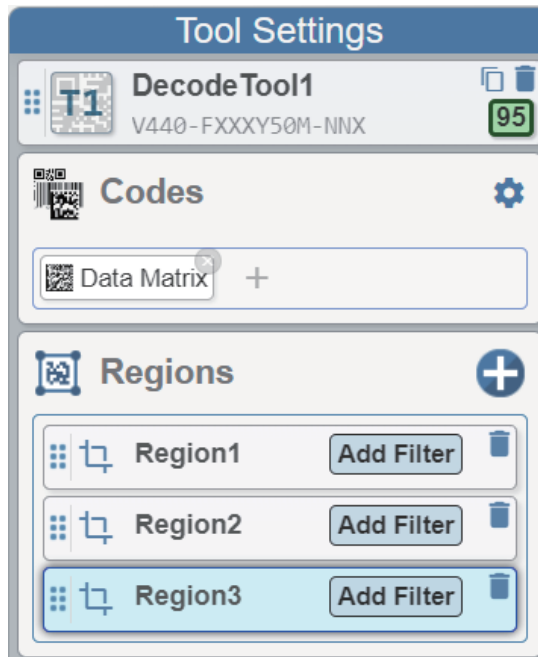 Tool Settings
T1
DecodeTool1
V440-FXXXY50M-NNX
95
Codes
Data Matrix
Regions
Region1 Add Filter
Region2 Add Filter
Region3 Add Filter